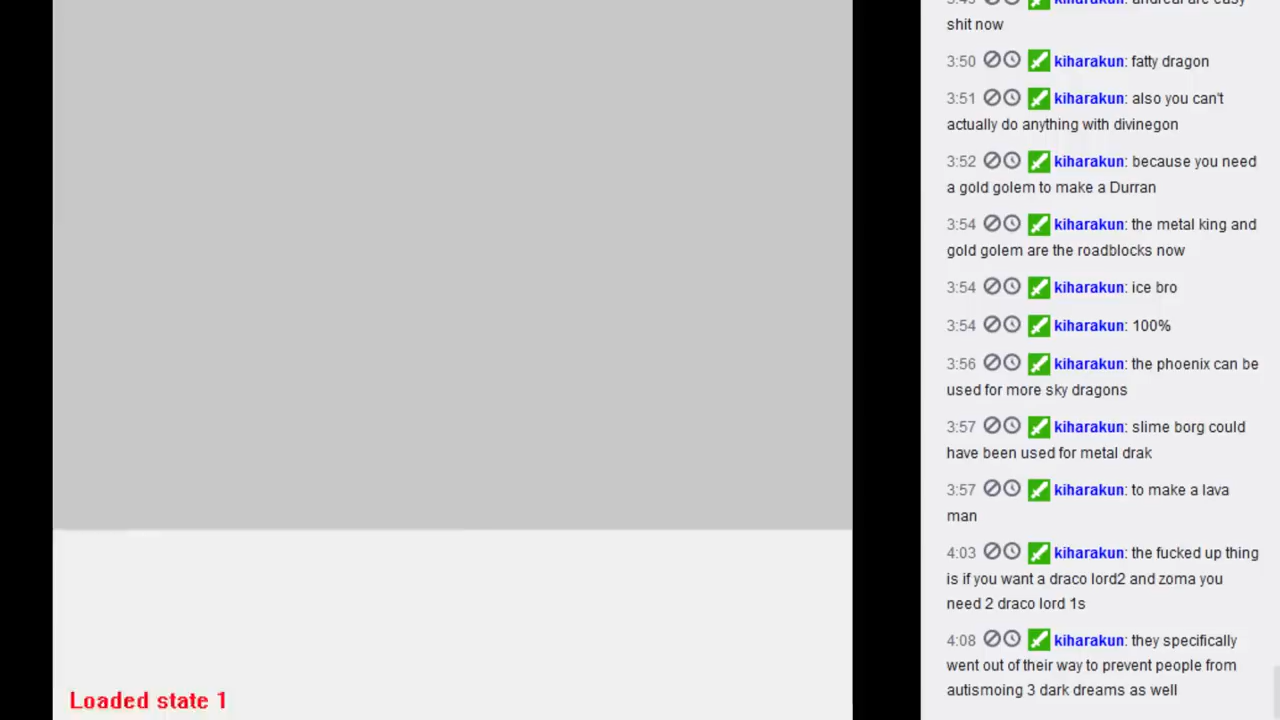 3:49 kiharakun: andreal are easy
shit now
3:50 kiharakun: fatty dragon
3:51 kiharakun: also you can't
actually do anything with divinegon
3:52 kiharakun: because you need
a gold golem to make a Durran
3:54 kiharakun: the metal king and
gold golem are the roadblocks now
3:54 kiharakun: ice bro
3:54 kiharakun: 100%
3:56 kiharakun: the phoenix can be
used for more sky dragons
3:57 kiharakun: slime borg could
have been used for metal drak
3:57 kiharakun: to make a lava
man
4:03 kiharakun: the fucked up thing
is if you want a draco lord2 and zoma you
need 2 draco lord 1s
4:08 kiharakun: they specifically
went out of their way to prevent people from
autismoing 3 dark dreams as well
Loaded state 1